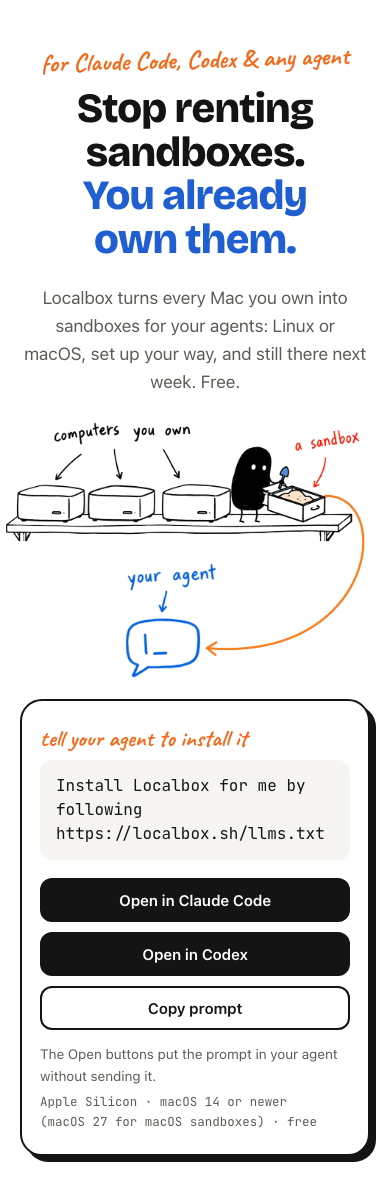 for Claude Code, Codex & any agent
Stop renting
sandboxes.
You already
own them.
Localbox turns every Mac you own into
sandboxes for your agents: Linux or
macOS, set up your way, and still there next
week. Free.
computers you own
a sandbox
your agent
tell your agent to install it
Install Localbox for me by
following
https://localbox.sh/llms.txt
Open in Claude Code
Open in Codex
Copy prompt
The Open buttons put the prompt in your agent
without sending it.
Apple Silicon · macOS 14 or newer
(macOS 27 for macOS sandboxes) · free